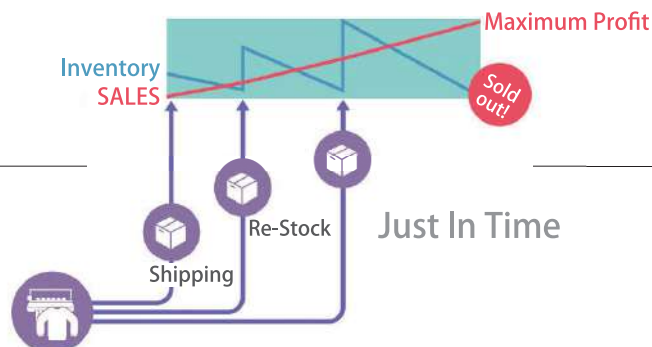 Maximum Profit
Inventory
SALES
Sold
out!
Re-Stock
Just In Time
Shipping